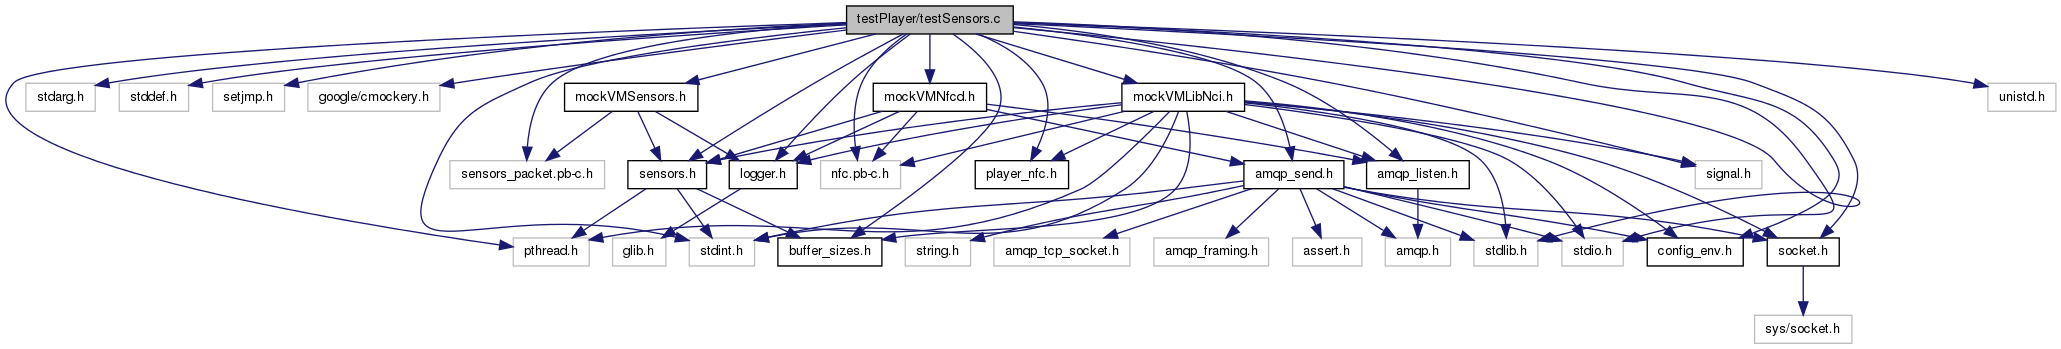 testPlayer/testSensors.c
stdarg.h
stddef.h
setjmp.h
google/cmockery.h
mockVMSensors.h
mockVMNfcd.h
mockVMLibNci.h
unistd.h
sensors_packet.pb-c.h
sensors.h
logger.h
nfc.pb-c.h
player_nfc.h
amqp_send.h
amqp_listen.h
signal.h
pthread.h
glib.h
stdint.h
buffer_sizes.h
string.h
amqp_tcp_socket.h
amqp_framing.h
assert.h
amqp.h
stdlib.h
stdio.h
config_env.h
socket.h
sys/socket.h